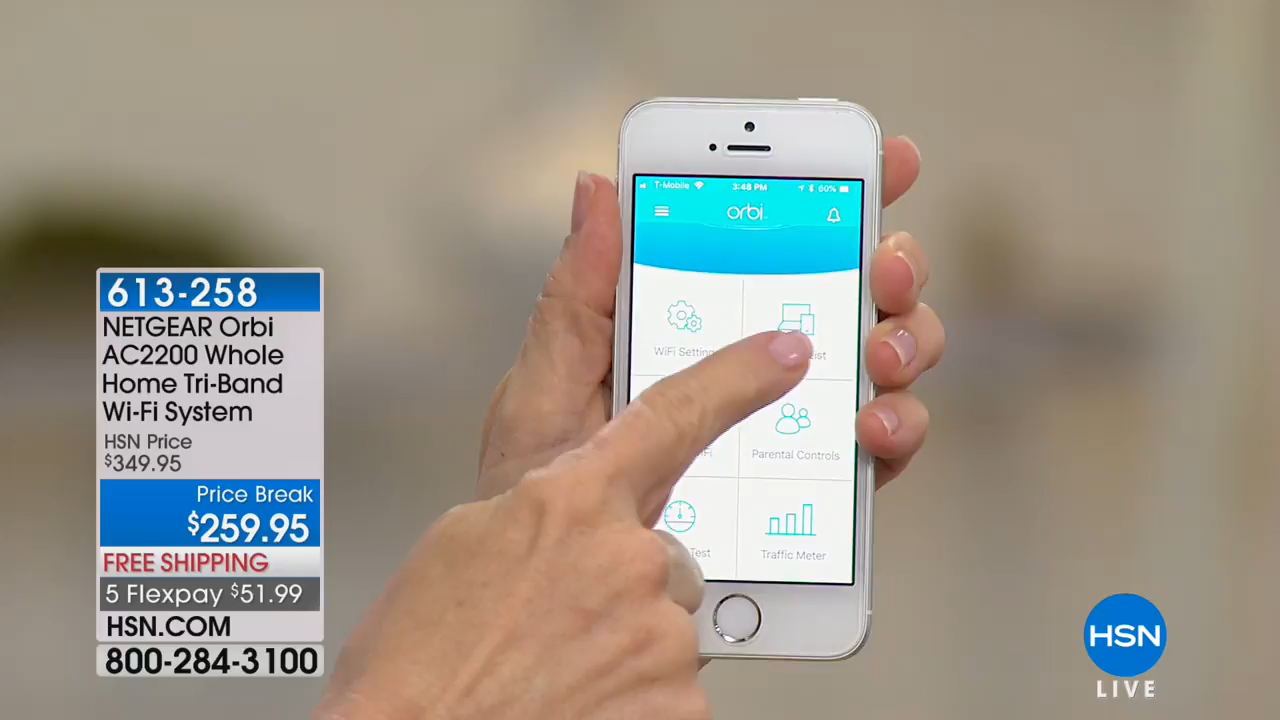 613-258
NETGEAR Orbi
AC2200 Whole
Home Tri-Band
Wi-Fi System
HSN Price
$349.95
Price Break
$259.95
FREE SHIPPING
5 Flexpay $51.99
HSN.COM
800-284-3100
T-Mobile 3:48 PM 60%
orbi
WiFi
Parental Controls
Test
Traffic Meter
HSN
LIVE